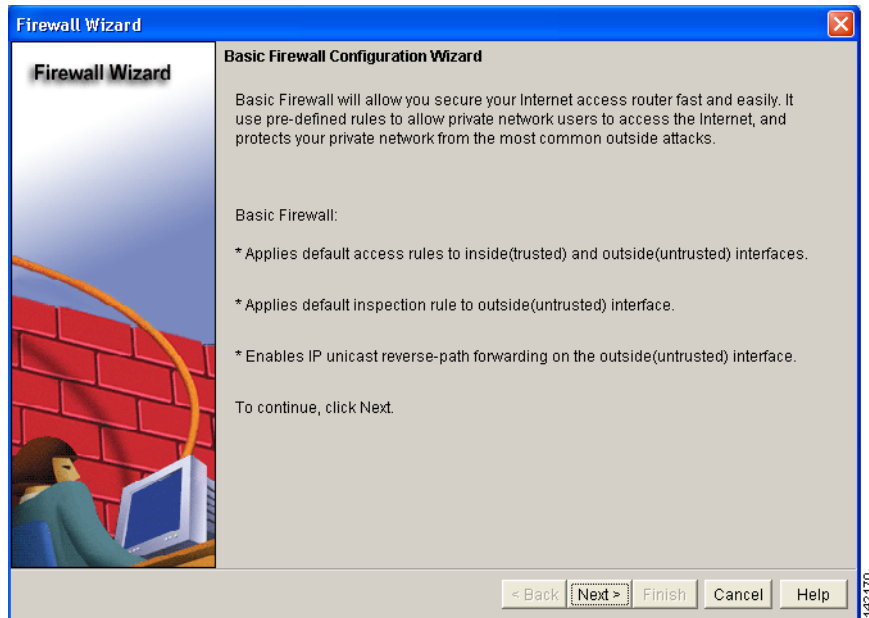 Firewall Wizard
Firewall Wizard
Basic Firewall Configuration Wizard
Basic Firewall will allow you secure your Internet access router fast and easily. It
use pre-defined rules to allow private network users to access the Internet, and
protects your private network from the most common outside attacks.
Basic Firewall:
* Applies default access rules to inside(trusted) and outside(untrusted) interfaces.
* Applies default inspection rule to outside(untrusted) interface.
* Enables IP unicast reverse-path forwarding on the outside(untrusted) interface.
To continue, click Next.
< Back Next > Finish Cancel Help
142170